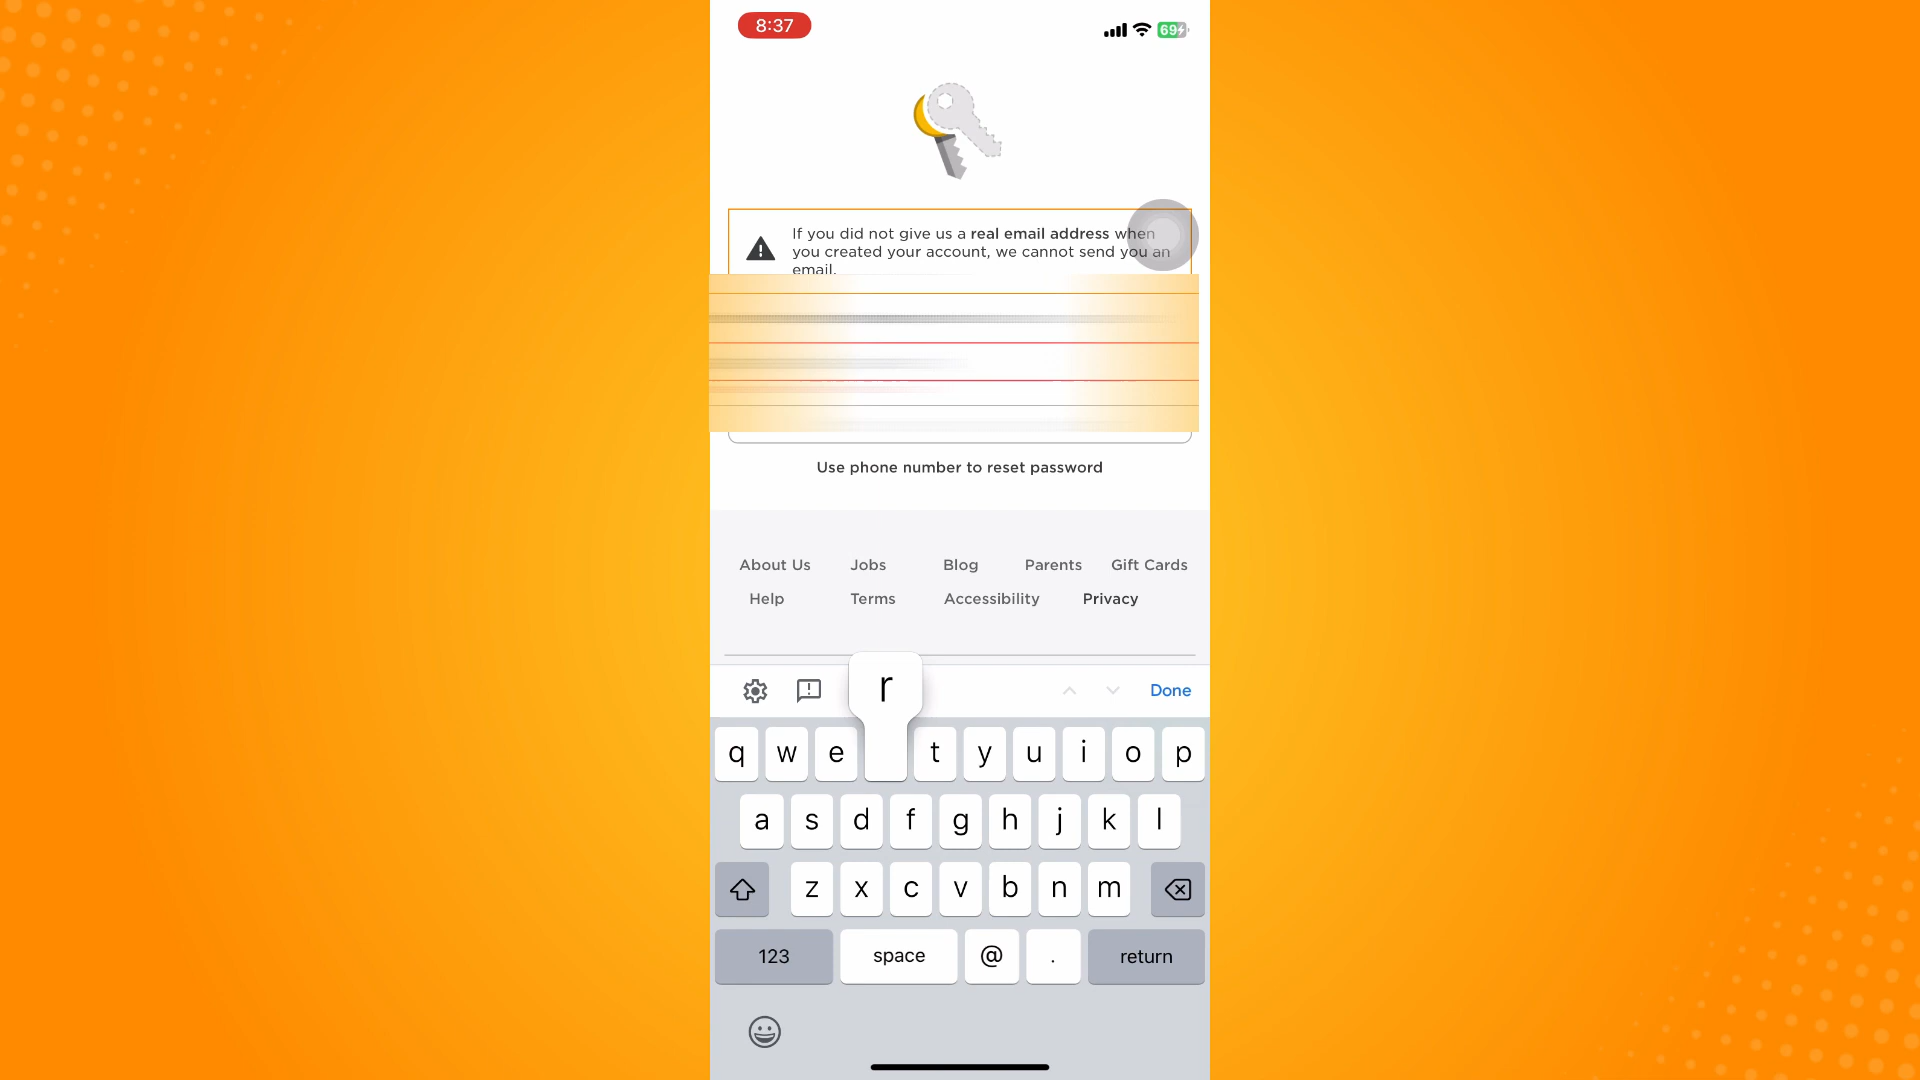 8:37
69
If you did not give us a real email address when
you created your account, we cannot send you an
email.
Use phone number to reset password
About Us Jobs Blog Parents Gift Cards
Help Terms Accessibility Privacy
r
Done
q w e t y u i o p
a s d f g h j k l
z x c v b n m
123 space @ . return